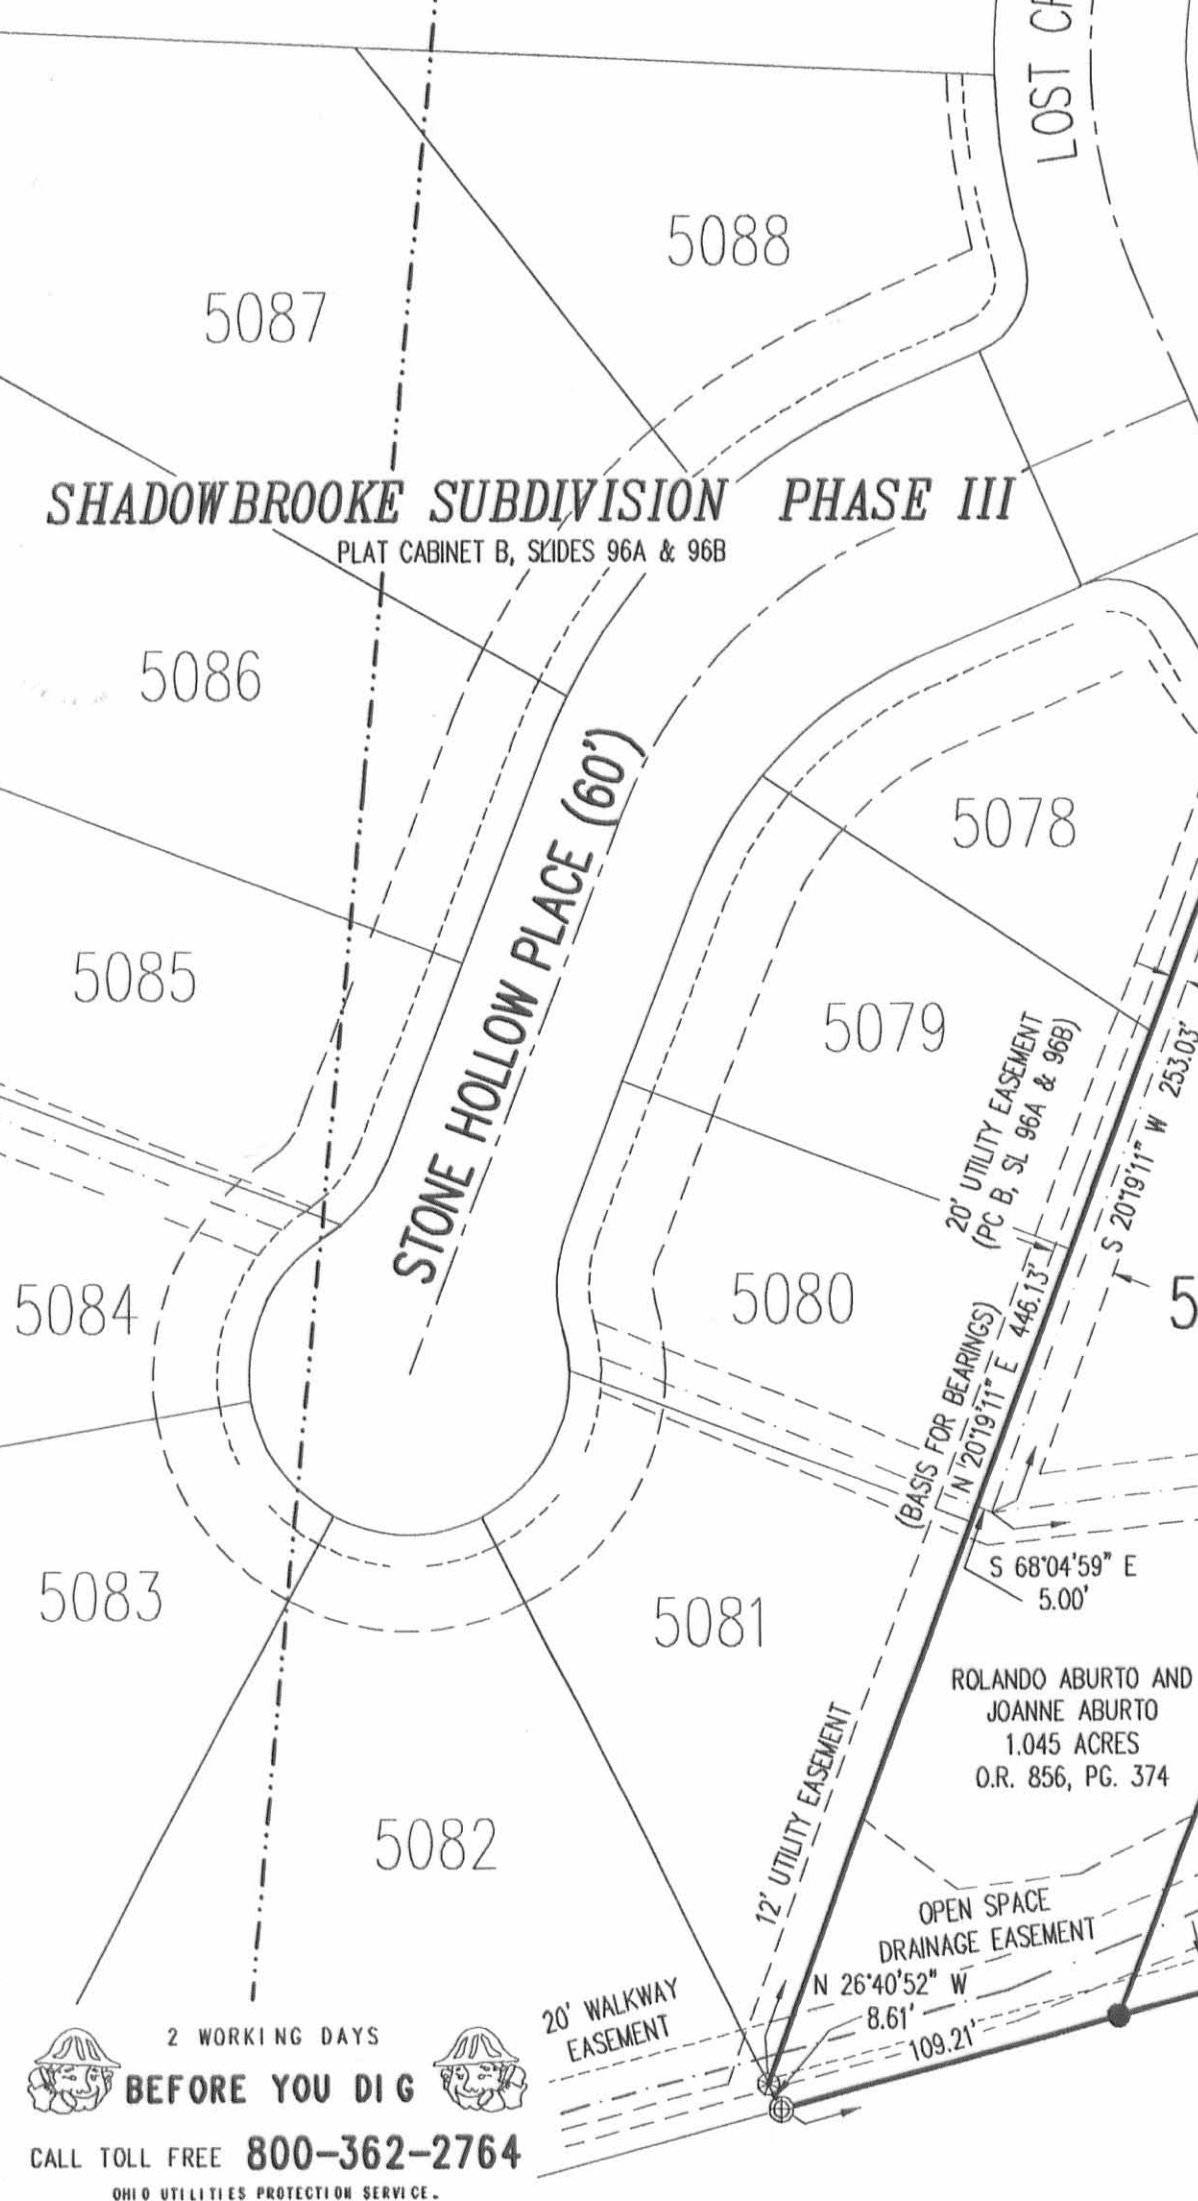 LOST
5088
5087
SHADOWBROOKE SUBDIVISION PHASE III
PLAT CABINET B, SLIDES 96A & 96B
5086
STONE HOLLOW PLACE (60')
5078
5085
5079
20' UTILITY EASEMENT
(PC B, SL 96A & 96B)
S 20°19'11" W 253.03'
5084
5080
5
(BASIS FOR BEARINGS)
N 20°19'11" E 446.13'
S 68°04'59" E
5.00'
5083
5081
ROLANDO ABURTO AND
JOANNE ABURTO
1.045 ACRES
O.R. 856, PG. 374
12' UTILITY EASEMENT
5082
OPEN SPACE
DRAINAGE EASEMENT
N 26°40'52" W
8.61'
109.21'
20' WALKWAY
EASEMENT
2 WORKING DAYS
BEFORE YOU DIG
CALL TOLL FREE 800-362-2764
OHIO UTILITIES PROTECTION SERVICE.